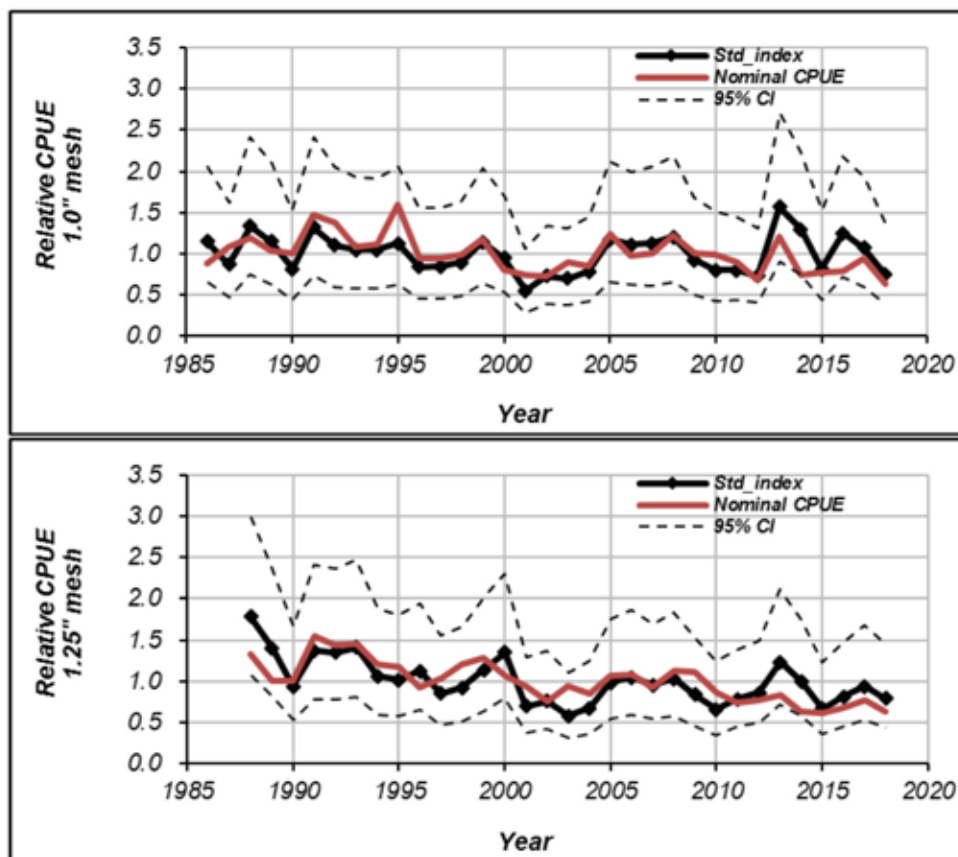 3.5
3.0
2.5
2.0
1.5
1.0
0.5
0.0
Relative CPUE
1.0" mesh
Std_index
Nominal CPUE
95% CI
1985 1990 1995 2000 2005 2010 2015 2020
Year
3.5
3.0
2.5
2.0
1.5
1.0
0.5
0.0
Relative CPUE
1.25" mesh
Std_index
Nominal CPUE
95% CI
1985 1990 1995 2000 2005 2010 2015 2020
Year